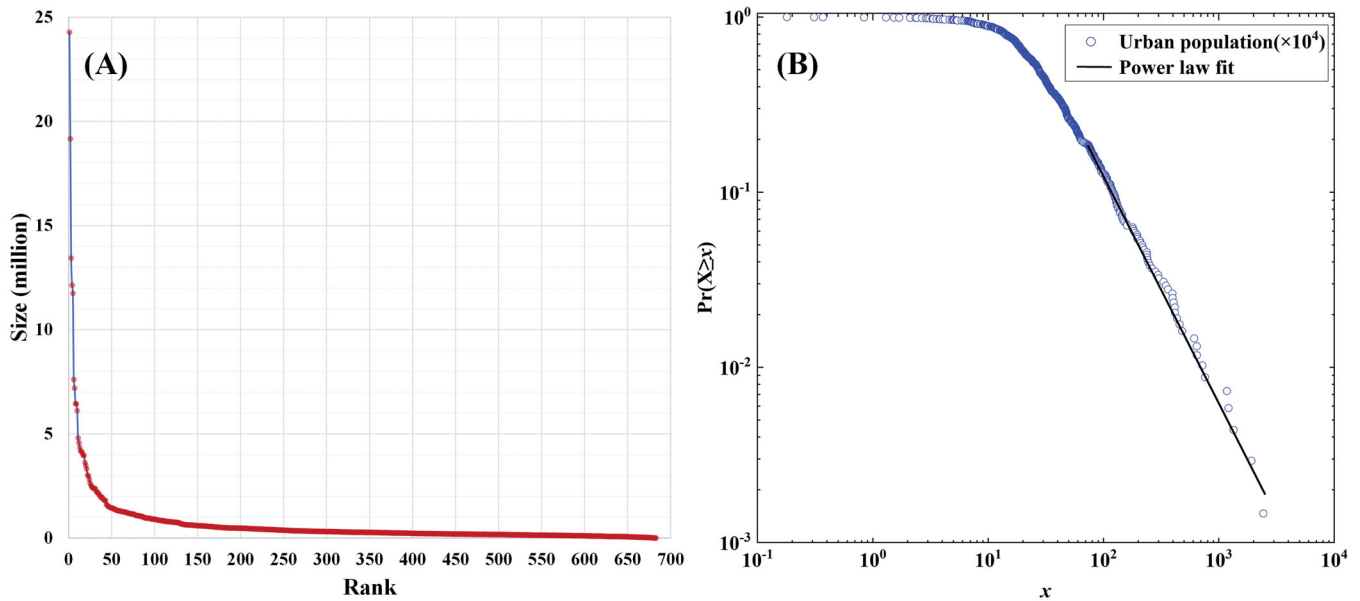 (A)
Size (million)
25
20
15
10
5
0
0 50 100 150 200 250 300 350 400 450 500 550 600 650 700
Rank
(B)
Urban population(×10⁴)
Power law fit
Pr(X≥x)
10⁰
10⁻¹
10⁻²
10⁻³
10⁻¹ 10⁰ 10¹ 10² 10³ 10⁴
x